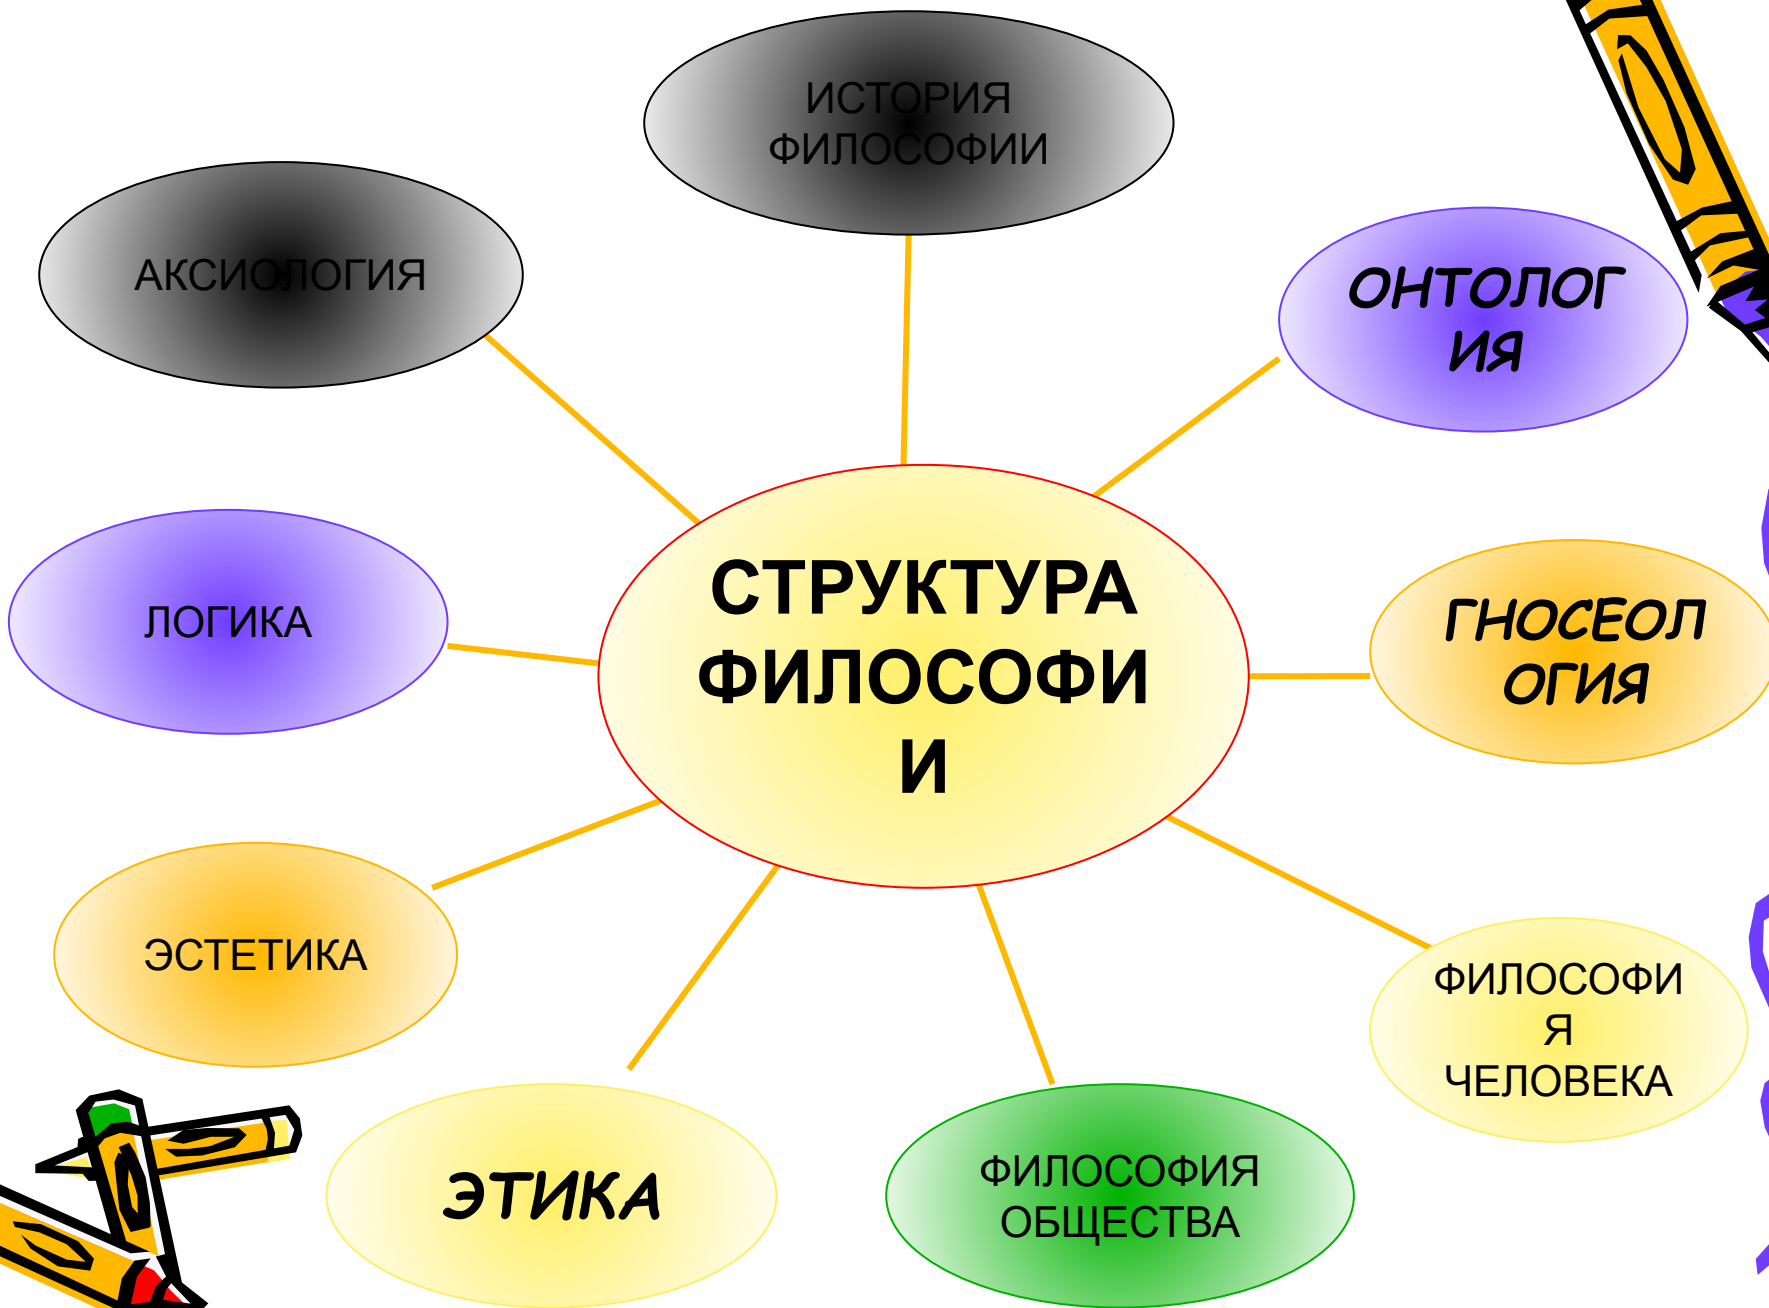 ИСТОРИЯ
ФИЛОСОФИИ
АКСИОЛОГИЯ
ОНТОЛОГ
ИЯ
СТРУКТУРА
ФИЛОСОФИ
И
ЛОГИКА
ГНОСЕОЛ
ОГИЯ
ЭСТЕТИКА
ФИЛОСОФИ
Я
ЧЕЛОВЕКА
ЭТИКА
ФИЛОСОФИЯ
ОБЩЕСТВА